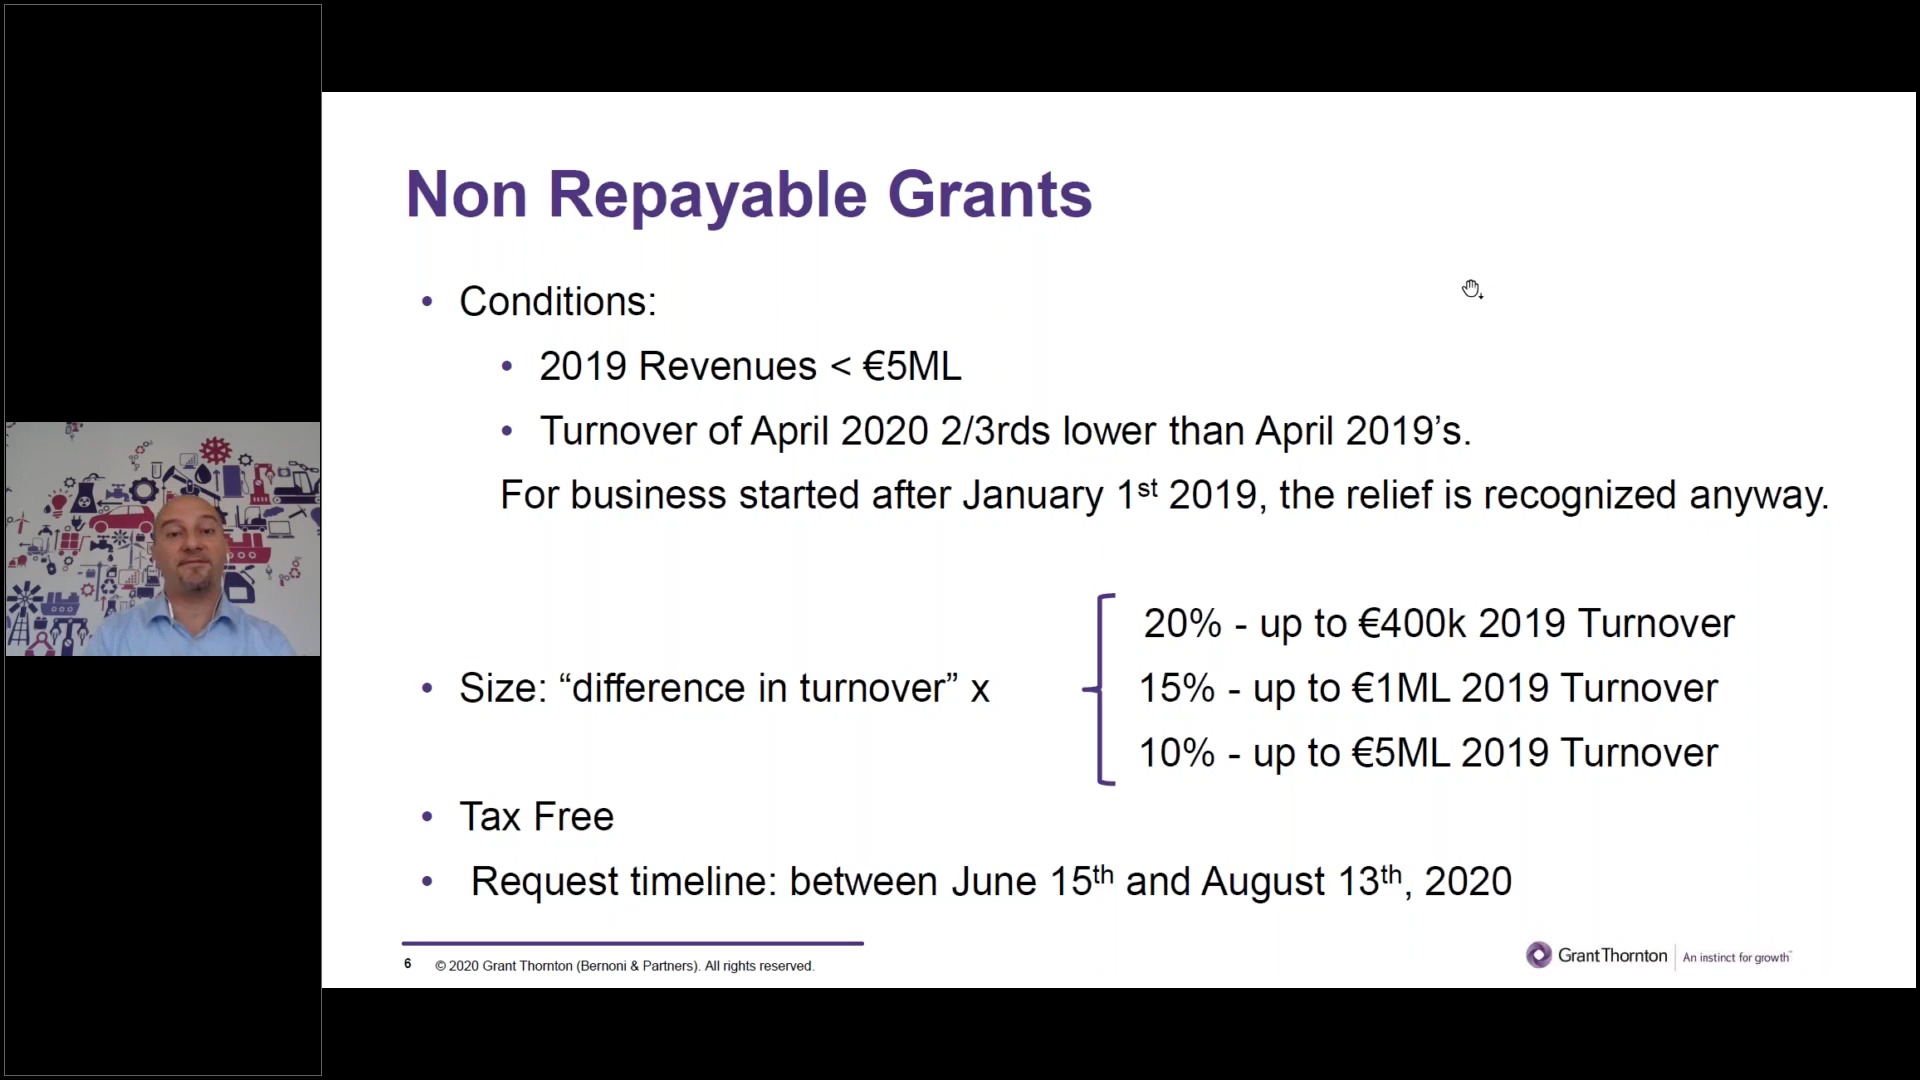 Non Repayable Grants
• Conditions:
• 2019 Revenues < €5ML
• Turnover of April 2020 2/3rds lower than April 2019’s.
For business started after January 1st 2019, the relief is recognized anyway.
20% - up to €400k 2019 Turnover
• Size: “difference in turnover” x
15% - up to €1ML 2019 Turnover
10% - up to €5ML 2019 Turnover
• Tax Free
• Request timeline: between June 15th and August 13th, 2020
6 © 2020 Grant Thornton (Bernoni & Partners). All rights reserved.
Grant Thornton | An instinct for growth™